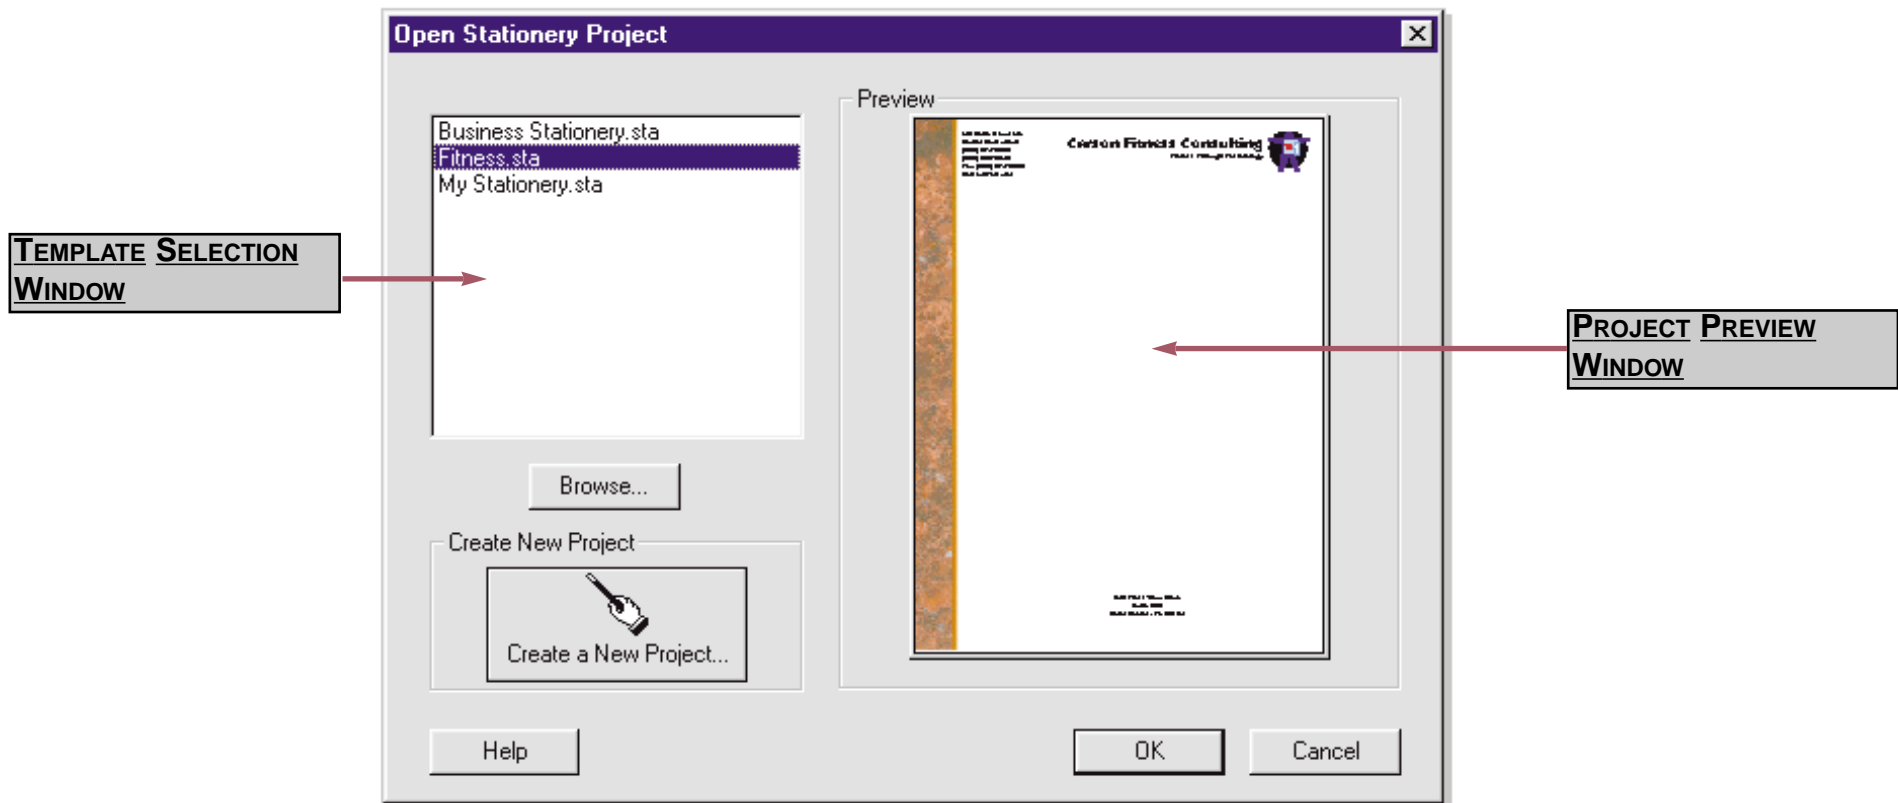 Open Stationery Project
Business Stationery.sta
Fitness.sta
My Stationery.sta
Browse...
Create New Project
Create a New Project...
Help
Preview
Carson Fitness Consulting
OK
Cancel
TEMPLATE SELECTION
WINDOW
PROJECT PREVIEW
WINDOW